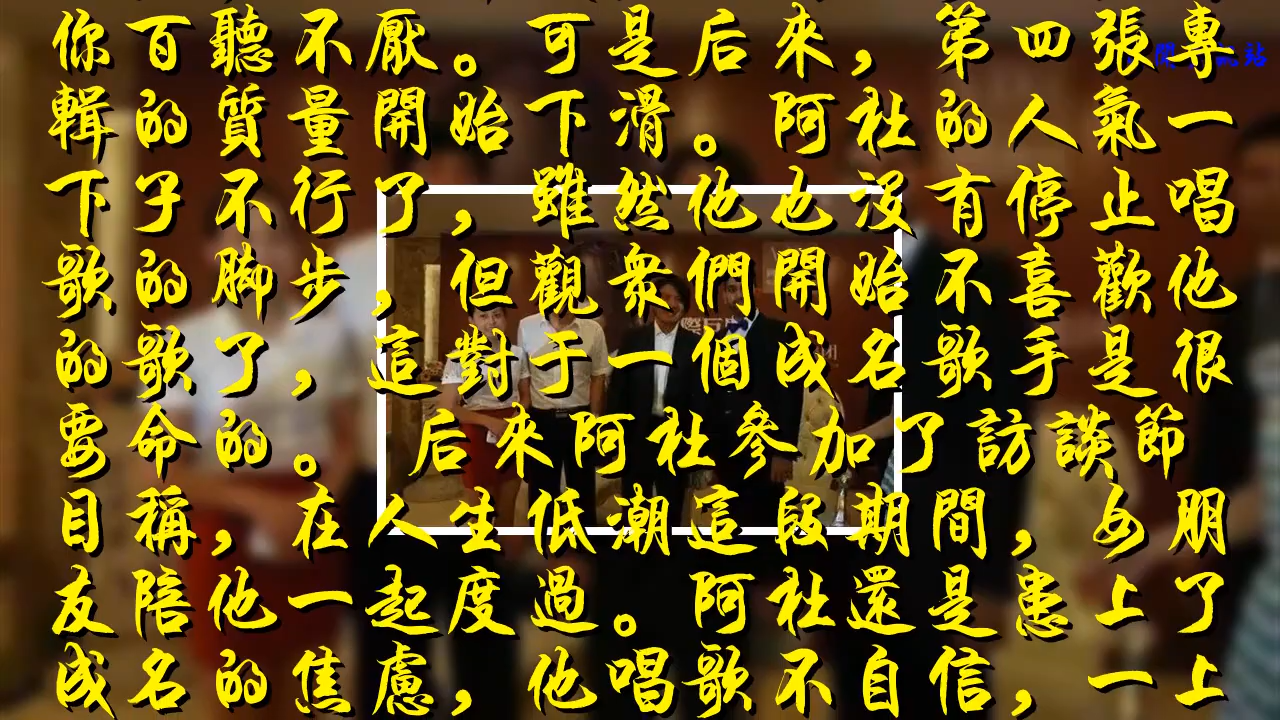 你百聽不厭。可是后來，第四張專
輯的質量開始下滑。阿杜的人氣一
下子不行了，雖然他也沒有停止唱
歌的脚步，但觀衆們開始不喜歡他
的歌了，這對于一個成名歌手是很
要命的。 后來阿杜參加了訪談節
目稱，在人生低潮這段期間，女朋
友陪他一起度過。阿杜還是患上了
成名的焦慮，他唱歌不自信，一上